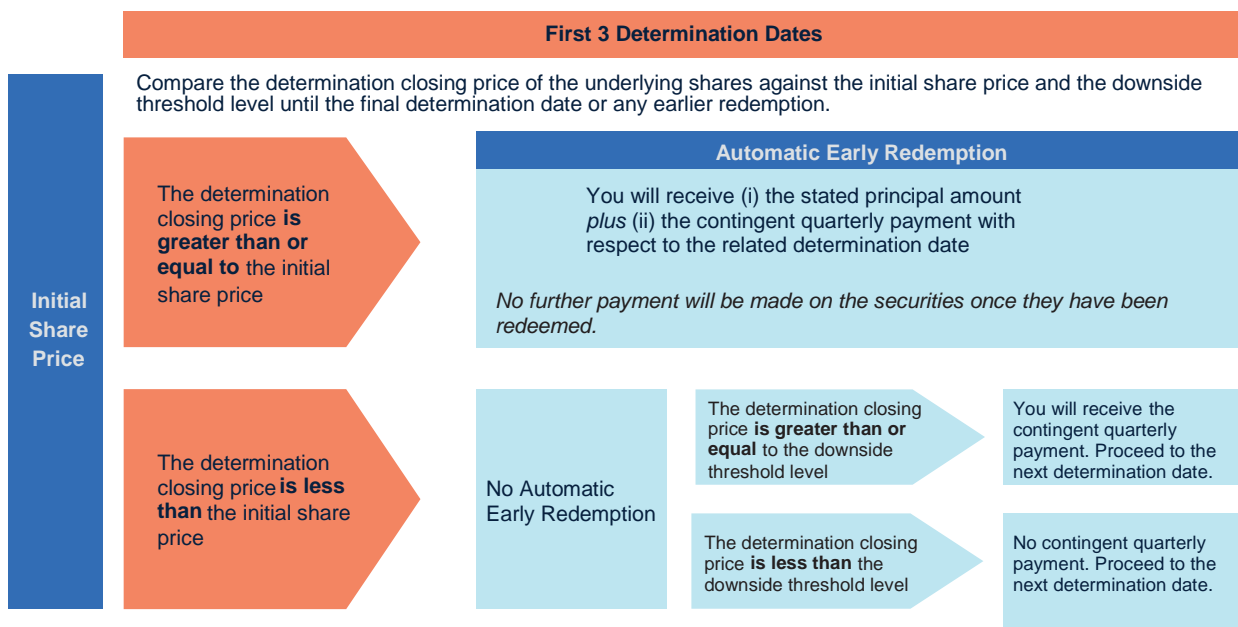 First 3 Determination Dates
Compare the determination closing price of the underlying shares against the initial share price and the downside
threshold level until the final determination date or any earlier redemption.
Initial
Share
Price
The determination
closing price is
greater than or
equal to the initial
share price
Automatic Early Redemption
You will receive (i) the stated principal amount
plus (ii) the contingent quarterly payment with
respect to the related determination date
No further payment will be made on the securities once they have been
redeemed.
The determination
closing price is less
than the initial share
price
No Automatic
Early Redemption
The determination closing
price is greater than or
equal to the downside
threshold level
You will receive the
contingent quarterly
payment. Proceed to the
next determination date.
The determination closing
price is less than the
downside threshold level
No contingent quarterly
payment. Proceed to the
next determination date.